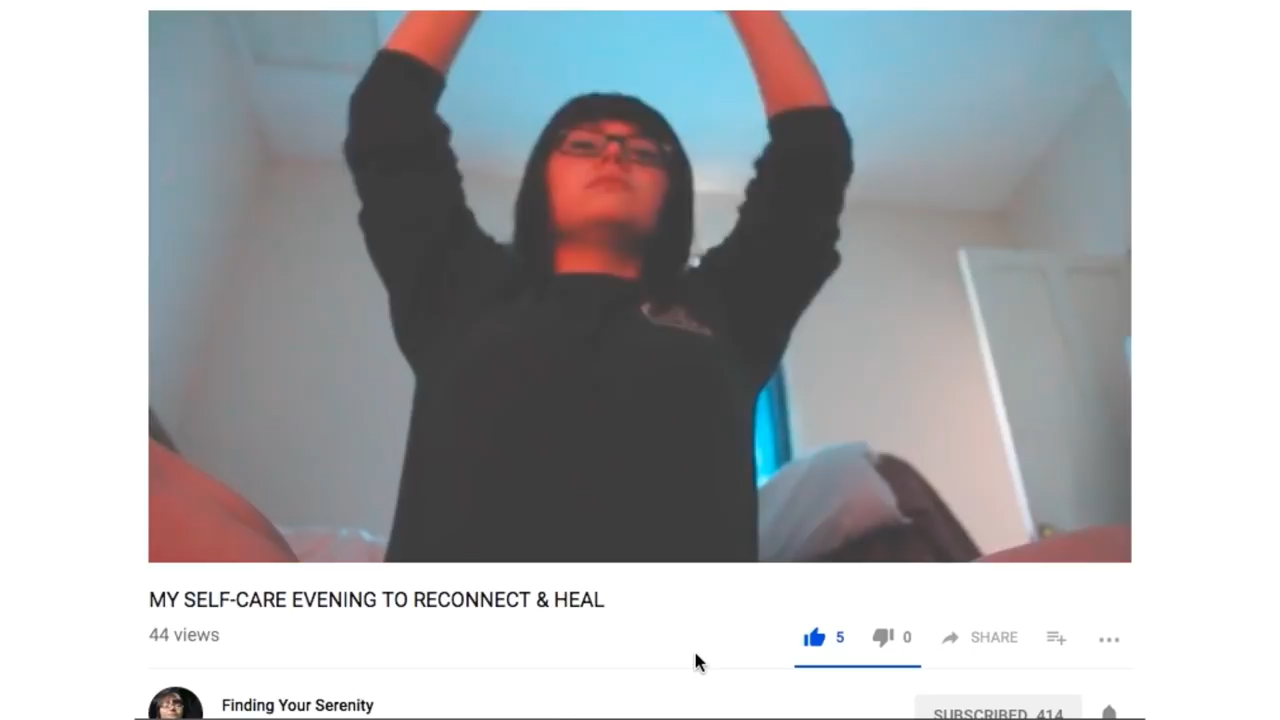 MY SELF-CARE EVENING TO RECONNECT & HEAL
44 views
5 0 SHARE
Finding Your Serenity
SUBSCRIBED 414